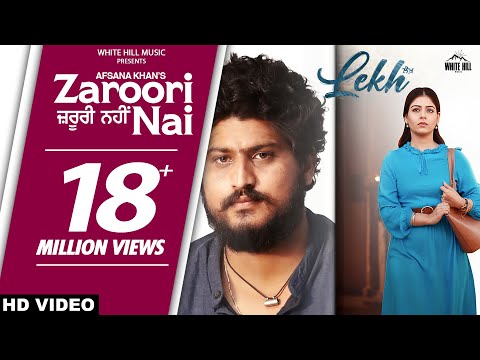 WHITE HILL MUSIC
PRESENTS
AFSANA KHAN'S
Zaroori
ਜ਼ਰੂਰੀ ਨਹੀਂ Nai
18+
MILLION VIEWS
HD VIDEO
Lekh
ਲੇਖ
WHITE HILL